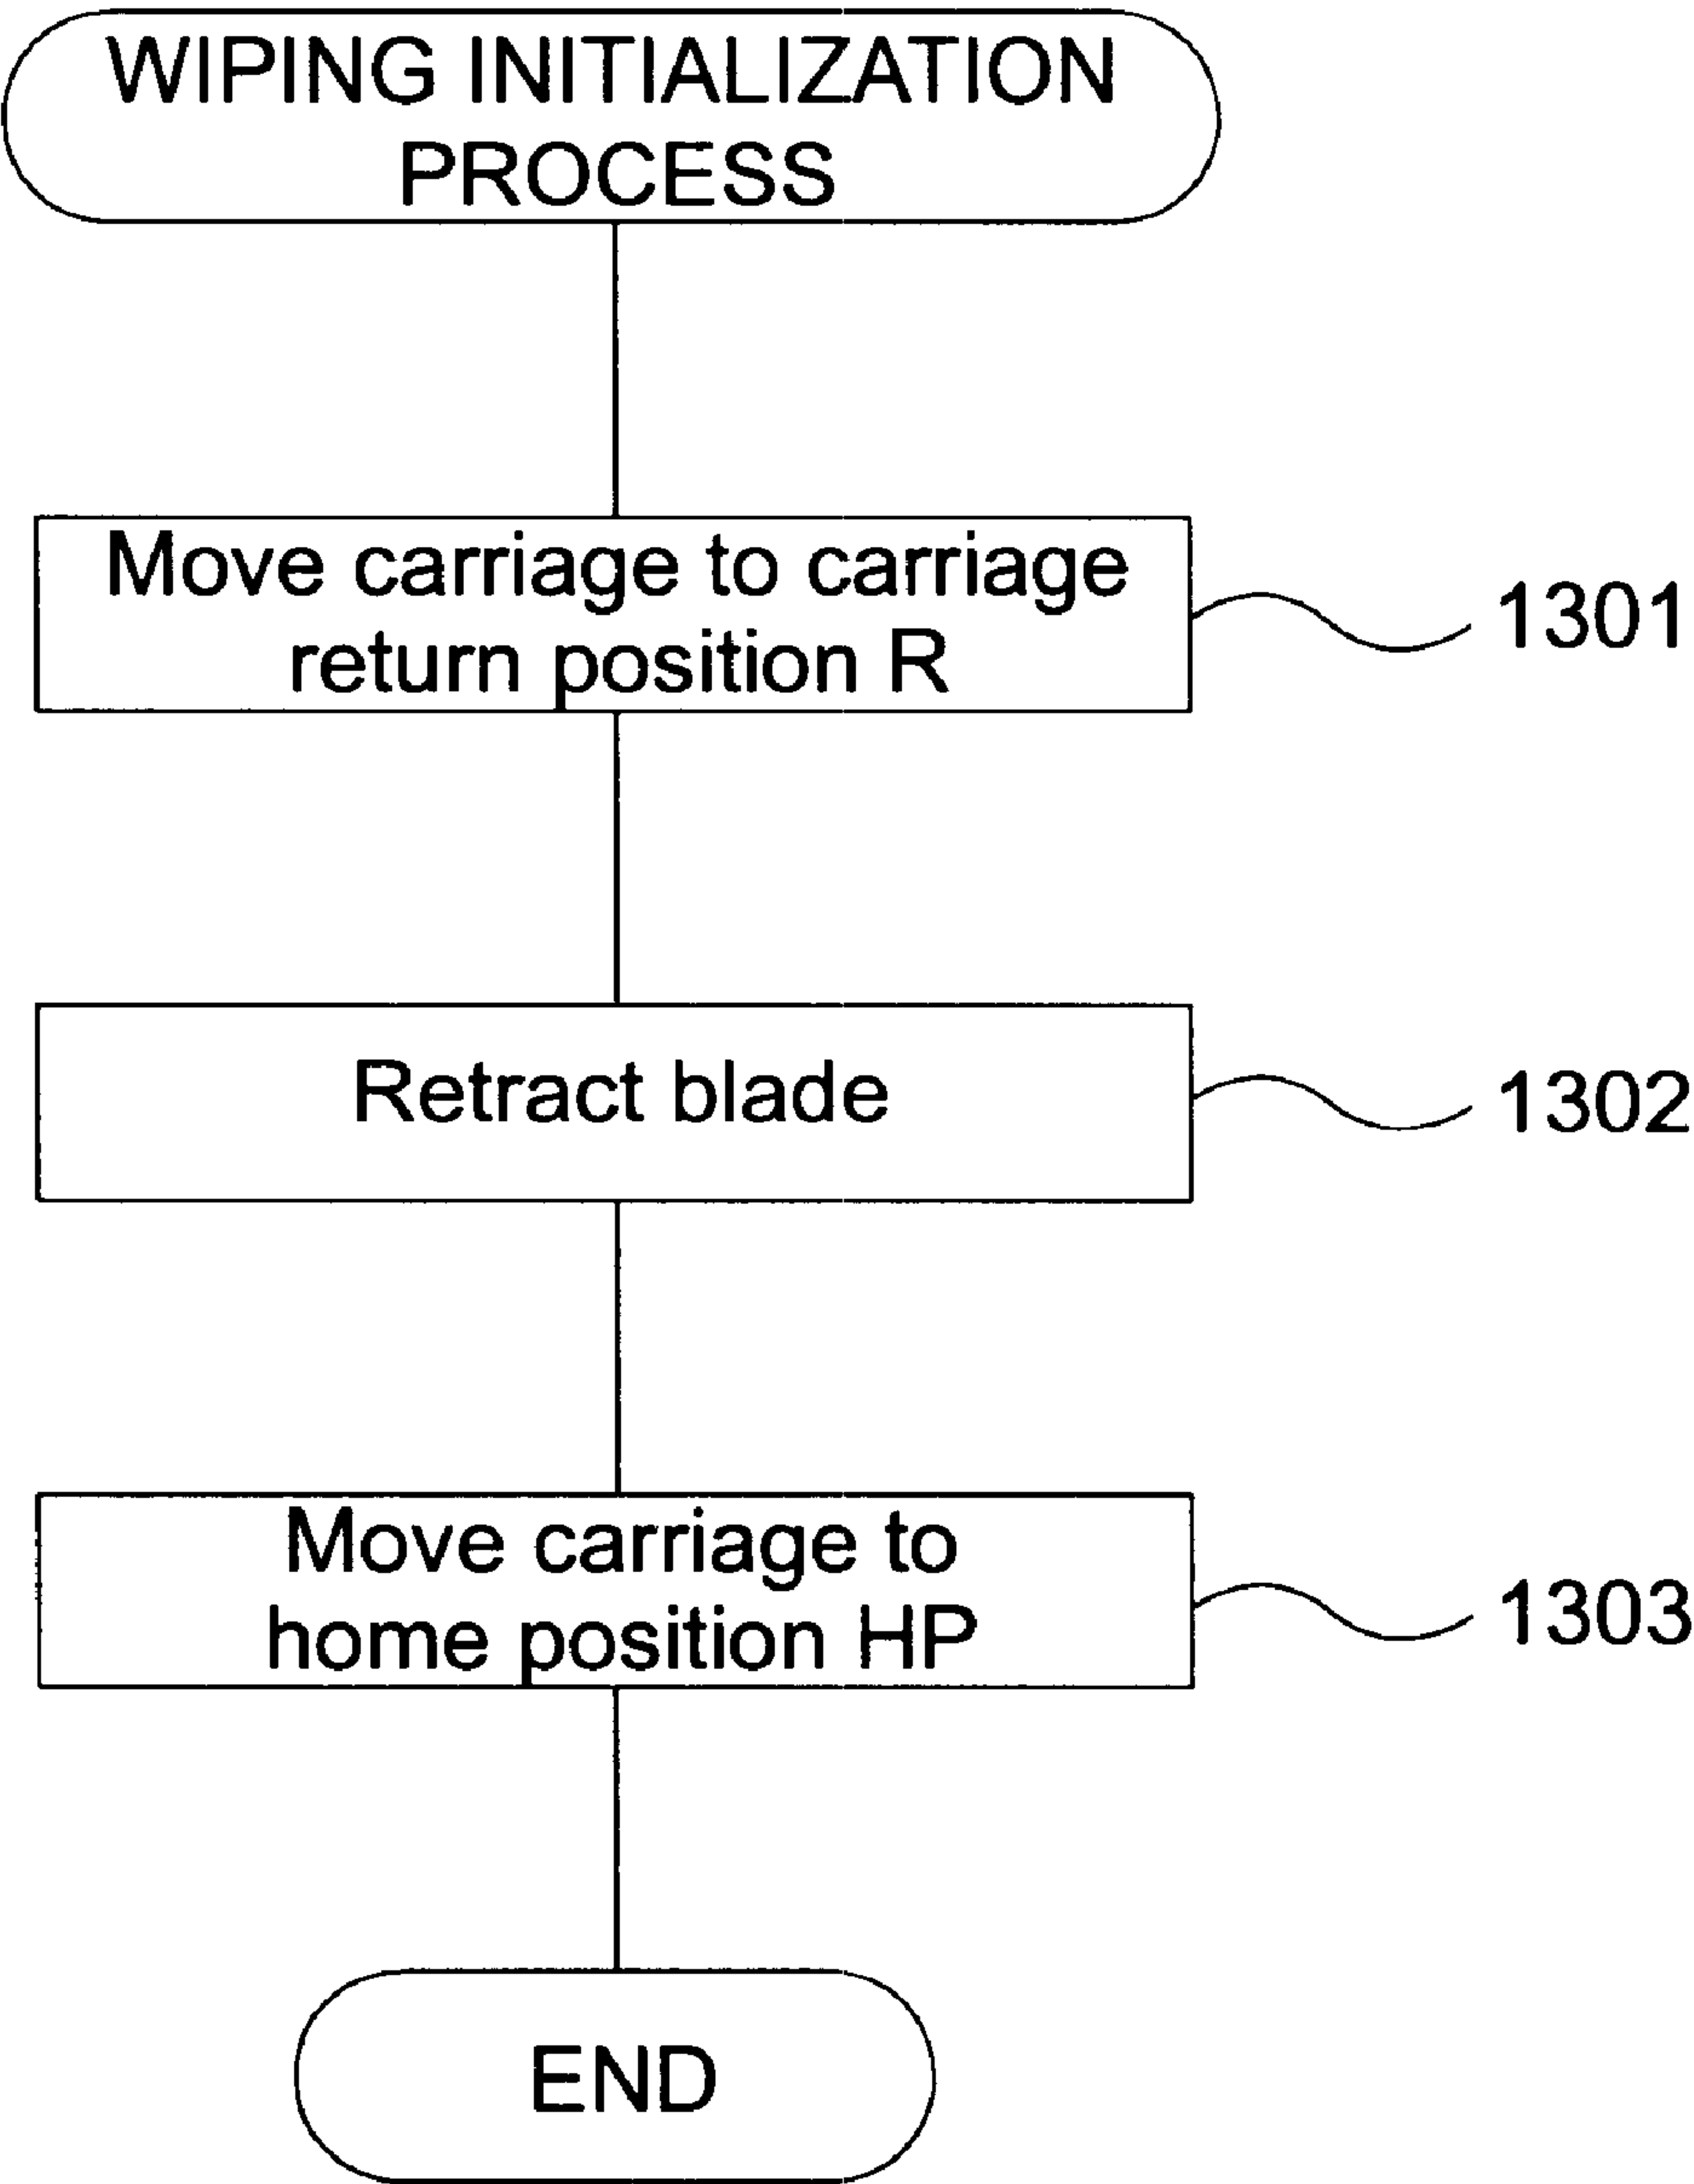 WIPING INITIALIZATION
PROCESS
Move carriage to carriage
return position R
1301
Retract blade
1302
Move carriage to
home position HP
1303
END